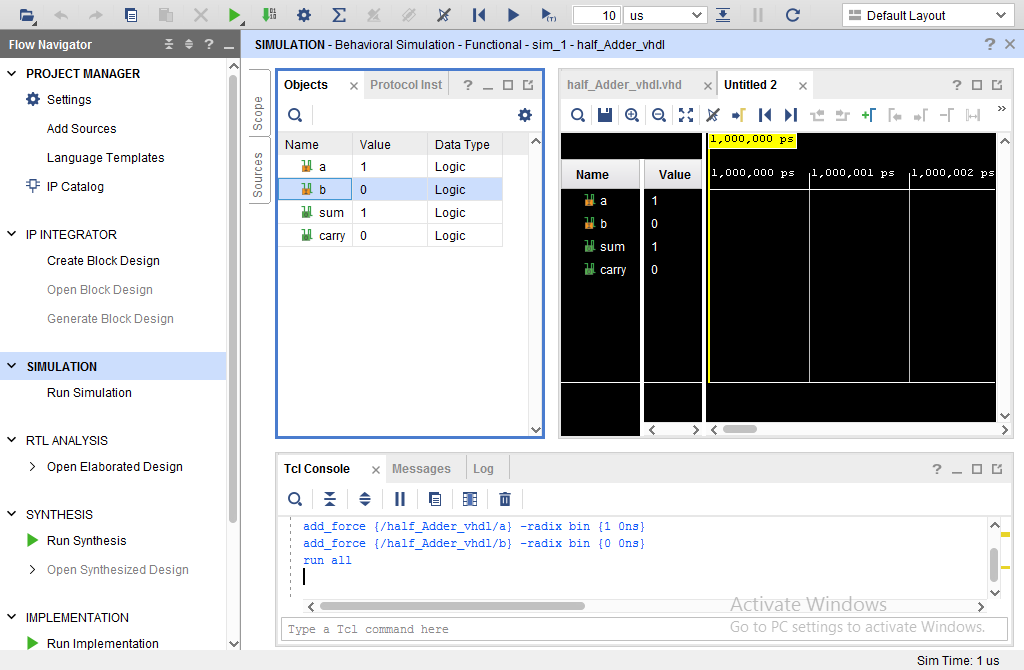 10 us Default Layout
Flow Navigator ? _
SIMULATION - Behavioral Simulation - Functional - sim_1 - half_Adder_vhdl ? ×
PROJECT MANAGER
Settings
Add Sources
Language Templates
IP Catalog
IP INTEGRATOR
Create Block Design
Open Block Design
Generate Block Design
SIMULATION
Run Simulation
RTL ANALYSIS
Open Elaborated Design
SYNTHESIS
Run Synthesis
Open Synthesized Design
IMPLEMENTATION
Run Implementation
Scope
Sources
Objects × Protocol Inst ? _
Name Value Data Type
a 1 Logic
b 0 Logic
sum 1 Logic
carry 0 Logic
half_Adder_vhdl.vhd × Untitled 2 × ?
»
1,000,000 ps
Name Value 1,000,000 ps 1,000,001 ps 1,000,002 ps
a 1
b 0
sum 1
carry 0
Tcl Console × Messages Log ? _
add_force {/half_Adder_vhdl/a} -radix bin {1 0ns}
add_force {/half_Adder_vhdl/b} -radix bin {0 0ns}
run all
Type a Tcl command here
Activate Windows
Go to PC settings to activate Windows.
Sim Time: 1 us